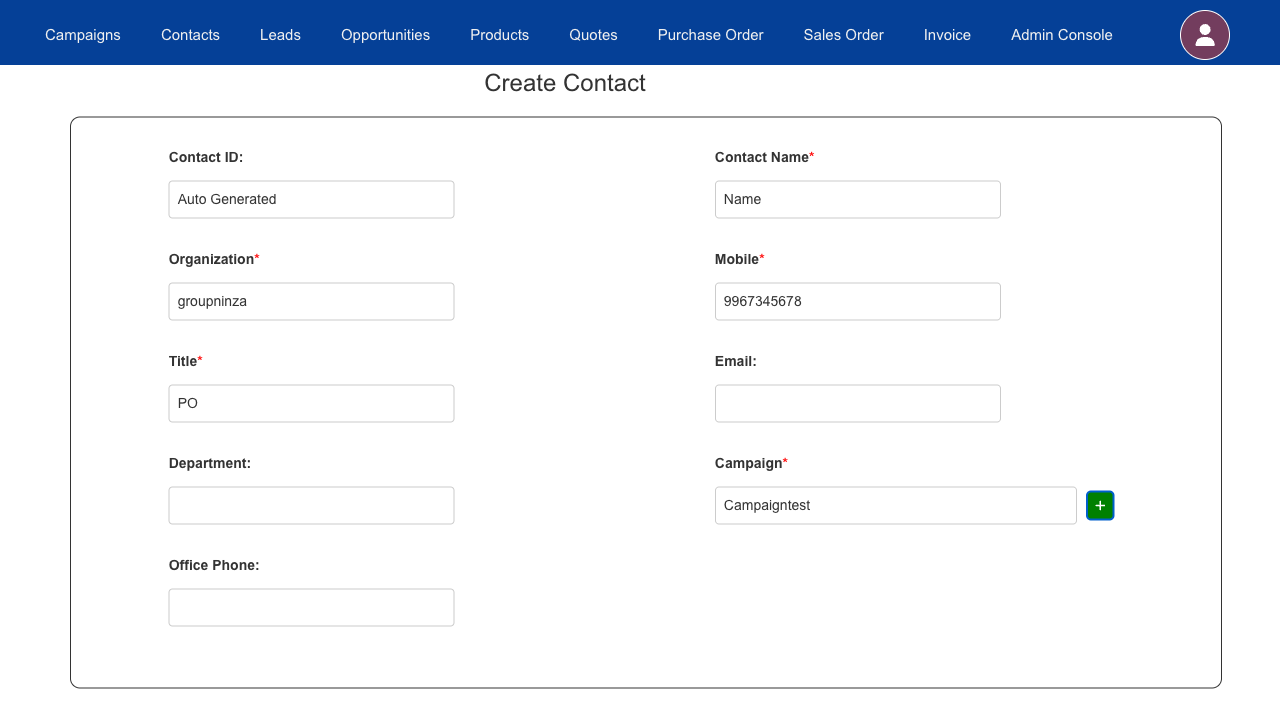 Campaigns Contacts Leads Opportunities Products Quotes Purchase Order Sales Order Invoice Admin Console
Create Contact
Contact ID: Contact Name*
Auto Generated Name
Organization* Mobile*
groupninza 9967345678
Title* Email:
PO
Department: Campaign*
Campaigntest +
Office Phone: